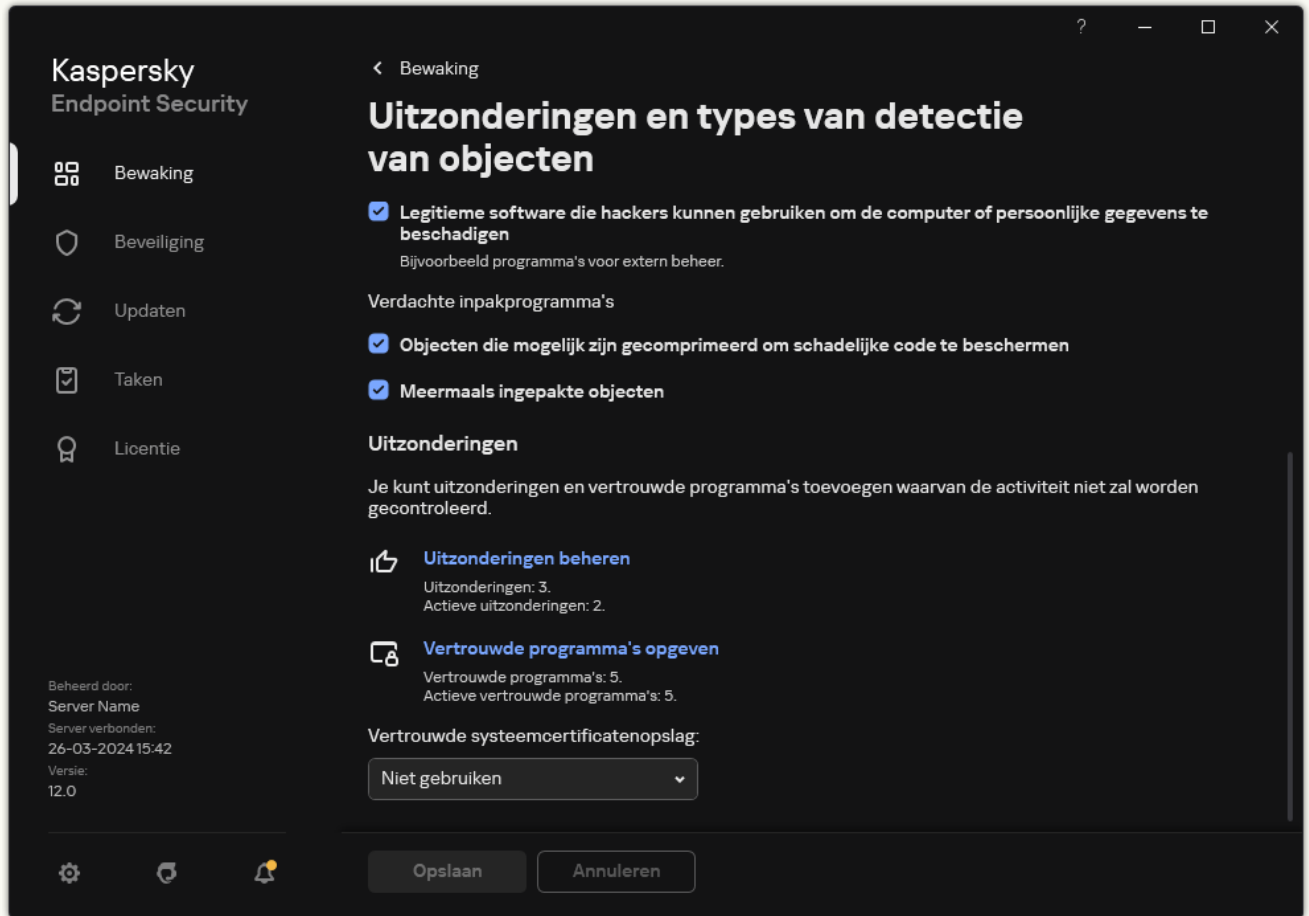 ?
Kaspersky
Endpoint Security
Bewaking
Beveiliging
Updaten
Taken
Licentie
Beheerd door:
Server Name
Server verbonden:
26-03-2024 15:42
Versie:
12.0
Bewaking
Uitzonderingen en types van detectie
van objecten
Legitieme software die hackers kunnen gebruiken om de computer of persoonlijke gegevens te
beschadigen
Bijvoorbeeld programma's voor extern beheer.
Verdachte inpakprogramma's
Objecten die mogelijk zijn gecomprimeerd om schadelijke code te beschermen
Meermaals ingepakte objecten
Uitzonderingen
Je kunt uitzonderingen en vertrouwde programma's toevoegen waarvan de activiteit niet zal worden
gecontroleerd.
Uitzonderingen beheren
Uitzonderingen: 3.
Actieve uitzonderingen: 2.
Vertrouwde programma's opgeven
Vertrouwde programma's: 5.
Actieve vertrouwde programma's: 5.
Vertrouwde systeemcertificatenopslag:
Niet gebruiken
Opslaan
Annuleren